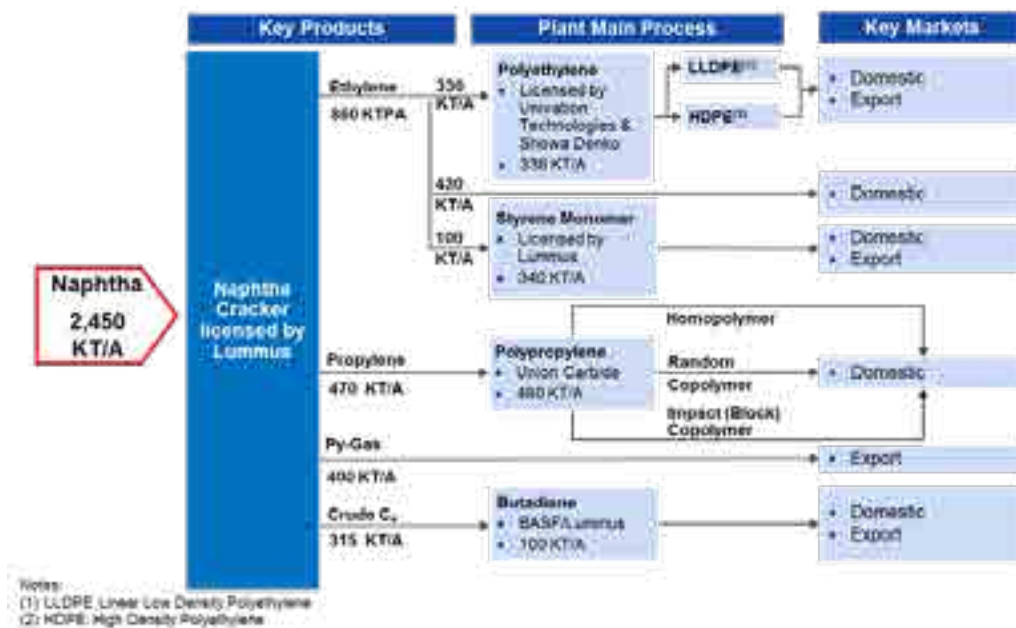 Key Products
Plant Main Process
Key Markets
Naphtha
2,450
KT/A
Naphtha
Cracker
licensed by
Lummus
Ethylene
860 KTPA
336
KT/A
Polyethylene
• Licensed by
Univation
Technologies &
Showa Denko
• 336 KT/A
LLDPE(1)
HDPE(2)
• Domestic
• Export
420
KT/A
• Domestic
100
KT/A
Styrene Monomer
• Licensed by
Lummus
• 340 KT/A
• Domestic
• Export
Propylene
470 KT/A
Polypropylene
• Union Carbide
• 480 KT/A
Homopolymer
Random
Copolymer
Impact (Block)
Copolymer
• Domestic
Py-Gas
400 KT/A
• Export
Crude C₄
315 KT/A
Butadiene
• BASF/Lummus
• 100 KT/A
• Domestic
• Export
Notes:
(1) LLDPE: Linear Low Density Polyethylene
(2) HDPE: High Density Polyethylene